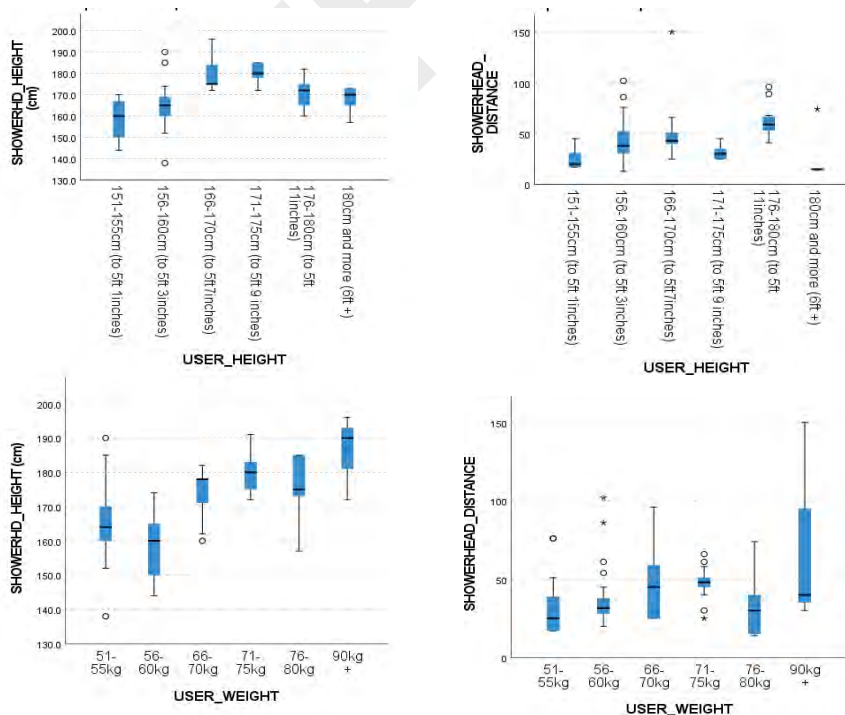 SHOWERHD_HEIGHT
(cm)
200.0
190.0
180.0
170.0
160.0
150.0
140.0
130.0
151-155cm (to 5ft 1inches)
156-160cm (to 5ft 3inches)
166-170cm (to 5ft7inches)
171-175cm (to 5ft 9 inches)
176-180cm (to 5ft
11inches)
180cm and more (6ft +)
USER_HEIGHT
SHOWERHEAD_
DISTANCE
150
100
50
0
151-155cm (to 5ft 1inches)
156-160cm (to 5ft 3inches)
166-170cm (to 5ft7inches)
171-175cm (to 5ft 9 inches)
176-180cm (to 5ft
11inches)
180cm and more (6ft +)
USER_HEIGHT
SHOWERHD_HEIGHT (cm)
200.0
190.0
180.0
170.0
160.0
150.0
140.0
130.0
51-
55kg
56-
60kg
66-
70kg
71-
75kg
76-
80kg
90kg
+
USER_WEIGHT
SHOWERHEAD_DISTANCE
150
100
50
0
51-
55kg
56-
60kg
66-
70kg
71-
75kg
76-
80kg
90kg
+
USER_WEIGHT